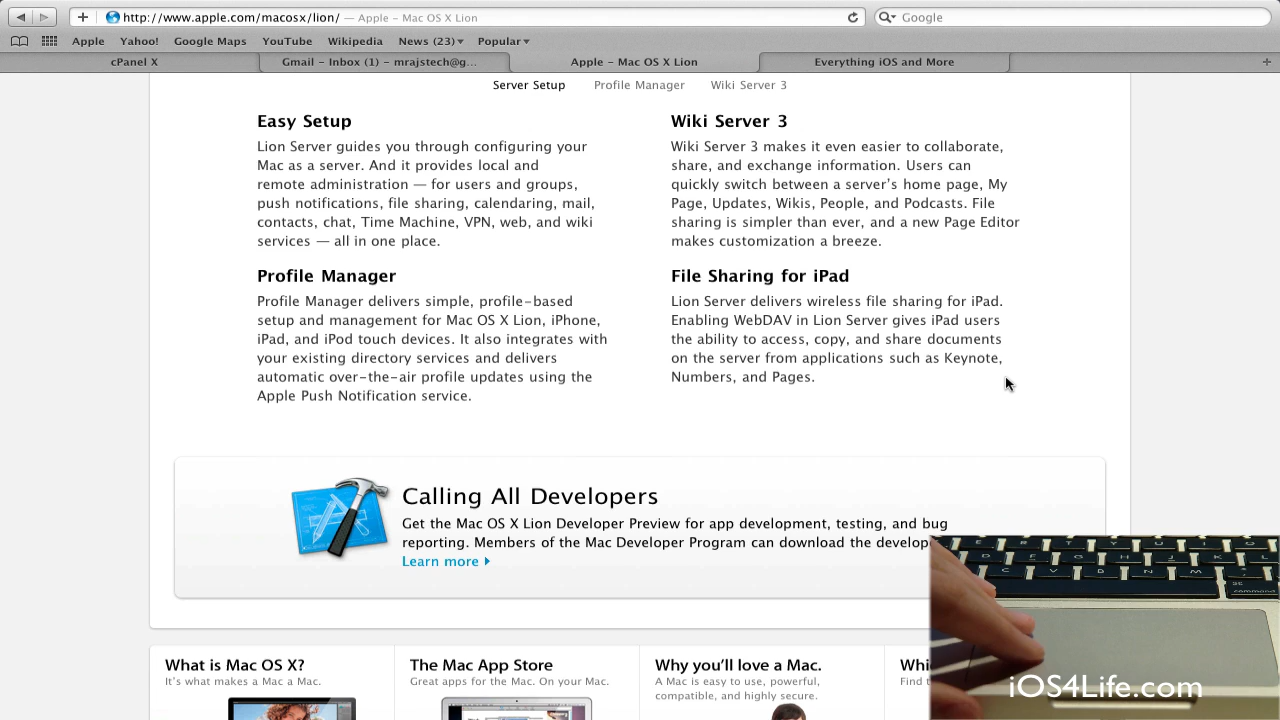 http://www.apple.com/macosx/lion/ — Apple – Mac OS X Lion
Google
Apple Yahoo! Google Maps YouTube Wikipedia News (23)▾ Popular▾
cPanel X Gmail – Inbox (1) – mrajstech@g... Apple – Mac OS X Lion Everything iOS and More
Server Setup Profile Manager Wiki Server 3
Easy Setup
Lion Server guides you through configuring your
Mac as a server. And it provides local and
remote administration — for users and groups,
push notifications, file sharing, calendaring, mail,
contacts, chat, Time Machine, VPN, web, and wiki
services — all in one place.
Profile Manager
Profile Manager delivers simple, profile-based
setup and management for Mac OS X Lion, iPhone,
iPad, and iPod touch devices. It also integrates with
your existing directory services and delivers
automatic over-the-air profile updates using the
Apple Push Notification service.
Wiki Server 3
Wiki Server 3 makes it even easier to collaborate,
share, and exchange information. Users can
quickly switch between a server's home page, My
Page, Updates, Wikis, People, and Podcasts. File
sharing is simpler than ever, and a new Page Editor
makes customization a breeze.
File Sharing for iPad
Lion Server delivers wireless file sharing for iPad.
Enabling WebDAV in Lion Server gives iPad users
the ability to access, copy, and share documents
on the server from applications such as Keynote,
Numbers, and Pages.
Calling All Developers
Get the Mac OS X Lion Developer Preview for app development, testing, and bug
reporting. Members of the Mac Developer Program can download the develop
Learn more
What is Mac OS X?
It's what makes a Mac a Mac.
The Mac App Store
Great apps for the Mac. On your Mac.
Why you'll love a Mac.
A Mac is easy to use, powerful,
compatible, and highly secure.
Whi
Find t
iOS4Life.com